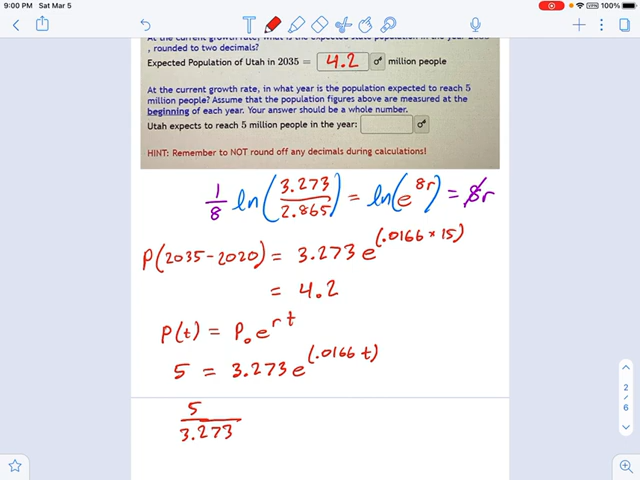 9:00 PM Sat Mar 5
70%
T
, rounded to two decimals?
Expected Population of Utah in 2035 = 4.2 million people
At the current growth rate, in what year is the population expected to reach 5
million people? Assume that the population figures above are measured at the
beginning of each year. Your answer should be a whole number.
Utah expects to reach 5 million people in the year:
HINT: Remember to NOT round off any decimals during calculations!
1/8 ln(3.273/2.865) = ln(e^8r) = 8r
P(2035-2020) = 3.273 e^(.0166 × 15)
= 4.2
P(t) = P₀ e^rt
5 = 3.273 e^(.0166 t)
5/3.273
2
/
6